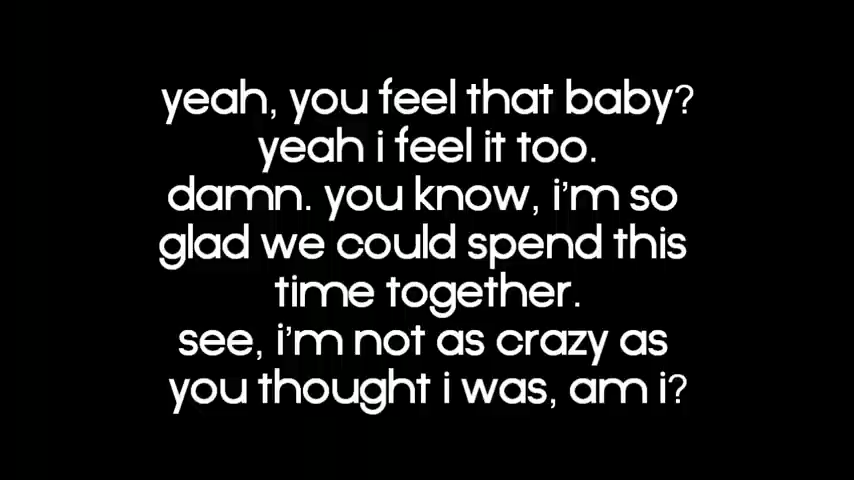 yeah, you feel that baby?
yeah i feel it too.
damn. you know, i'm so
glad we could spend this
time together.
see, i'm not as crazy as
you thought i was, am i?